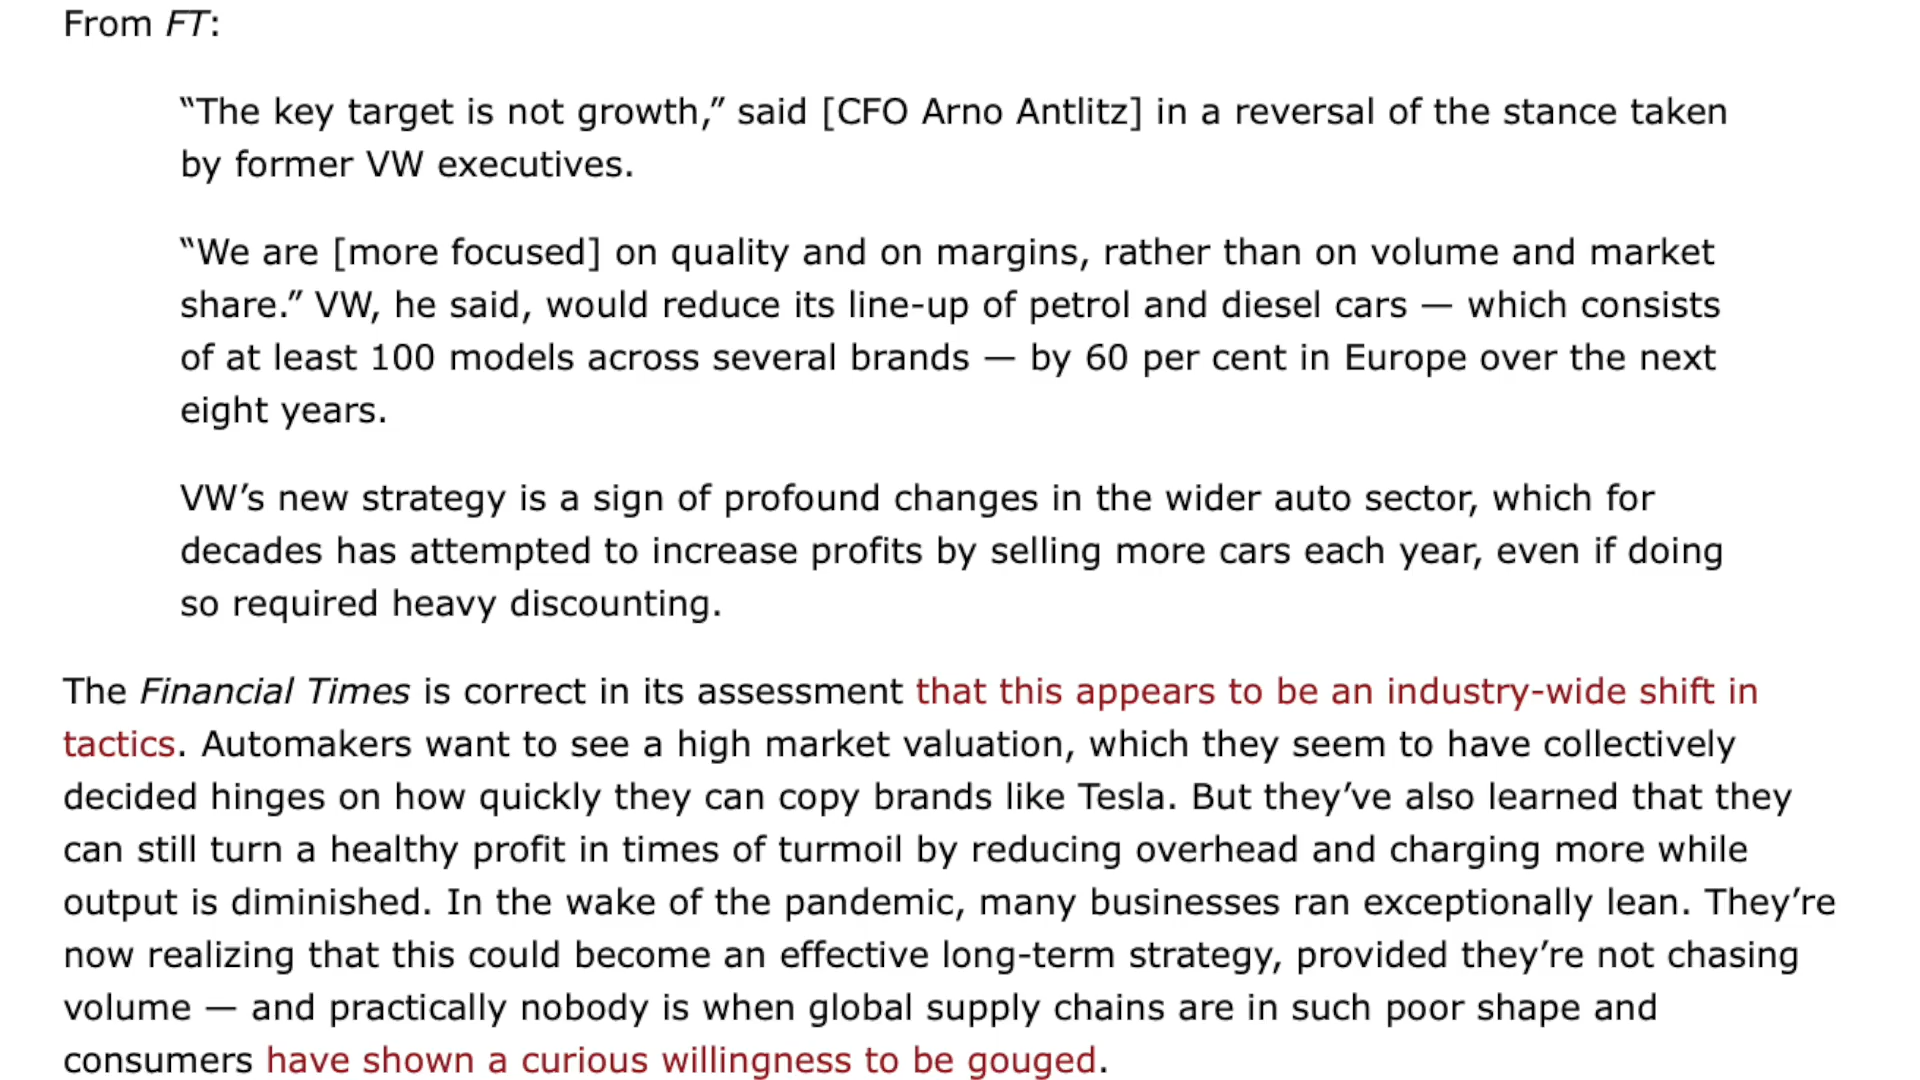 From FT:
“The key target is not growth,” said [CFO Arno Antlitz] in a reversal of the stance taken
by former VW executives.
“We are [more focused] on quality and on margins, rather than on volume and market
share.” VW, he said, would reduce its line-up of petrol and diesel cars — which consists
of at least 100 models across several brands — by 60 per cent in Europe over the next
eight years.
VW’s new strategy is a sign of profound changes in the wider auto sector, which for
decades has attempted to increase profits by selling more cars each year, even if doing
so required heavy discounting.
The Financial Times is correct in its assessment that this appears to be an industry-wide shift in
tactics. Automakers want to see a high market valuation, which they seem to have collectively
decided hinges on how quickly they can copy brands like Tesla. But they’ve also learned that they
can still turn a healthy profit in times of turmoil by reducing overhead and charging more while
output is diminished. In the wake of the pandemic, many businesses ran exceptionally lean. They’re
now realizing that this could become an effective long-term strategy, provided they’re not chasing
volume — and practically nobody is when global supply chains are in such poor shape and
consumers have shown a curious willingness to be gouged.